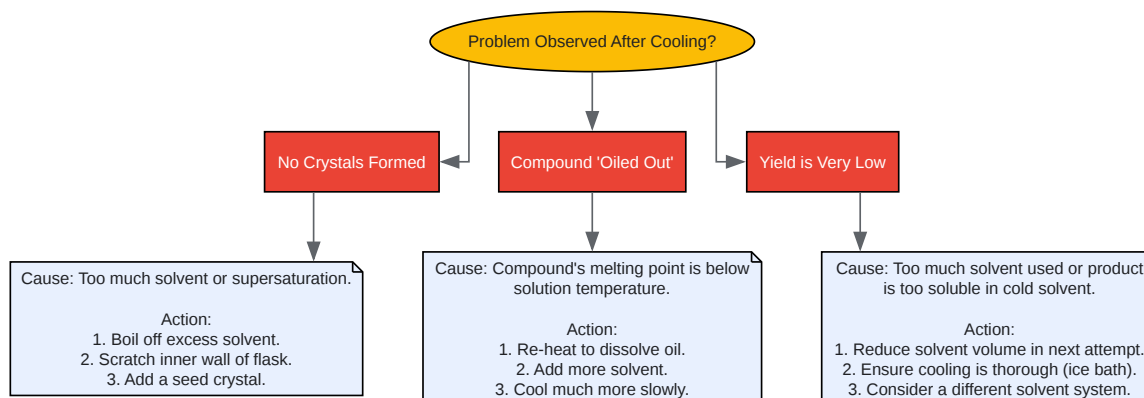 Problem Observed After Cooling?
No Crystals Formed
Compound 'Oiled Out'
Yield is Very Low
Cause: Too much solvent or supersaturation.
Action:
1. Boil off excess solvent.
2. Scratch inner wall of flask.
3. Add a seed crystal.
Cause: Compound's melting point is below
solution temperature.
Action:
1. Re-heat to dissolve oil.
2. Add more solvent.
3. Cool much more slowly.
Cause: Too much solvent used or product
is too soluble in cold solvent.
Action:
1. Reduce solvent volume in next attempt.
2. Ensure cooling is thorough (ice bath).
3. Consider a different solvent system.